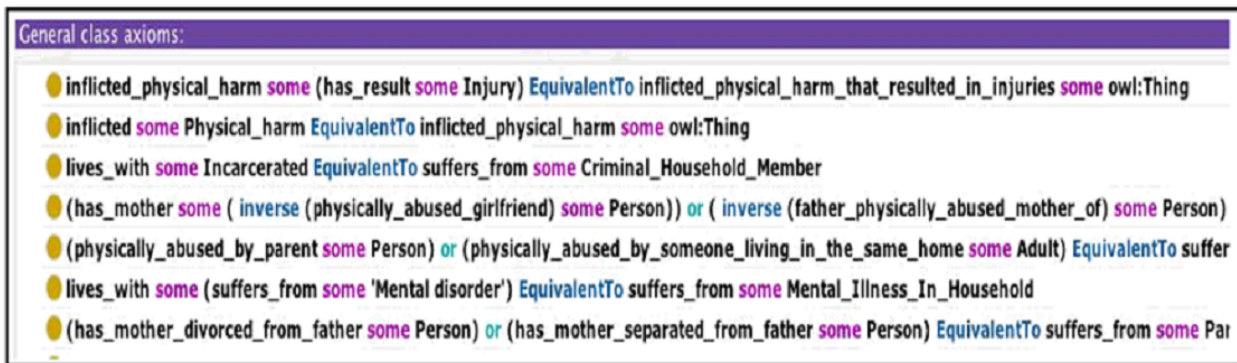 General class axioms:
inflicted_physical_harm some (has_result some Injury) EquivalentTo inflicted_physical_harm_that_resulted_in_injuries some owl:Thing
inflicted some Physical_harm EquivalentTo inflicted_physical_harm some owl:Thing
lives_with some Incarcerated EquivalentTo suffers_from some Criminal_Household_Member
(has_mother some ( inverse (physically_abused_girlfriend) some Person)) or ( inverse (father_physically_abused_mother_of) some Person)
(physically_abused_by_parent some Person) or (physically_abused_by_someone_living_in_the_same_home some Adult) EquivalentTo suffer
lives_with some (suffers_from some 'Mental disorder') EquivalentTo suffers_from some Mental_Illness_In_Household
(has_mother_divorced_from_father some Person) or (has_mother_separated_from_father some Person) EquivalentTo suffers_from some Par